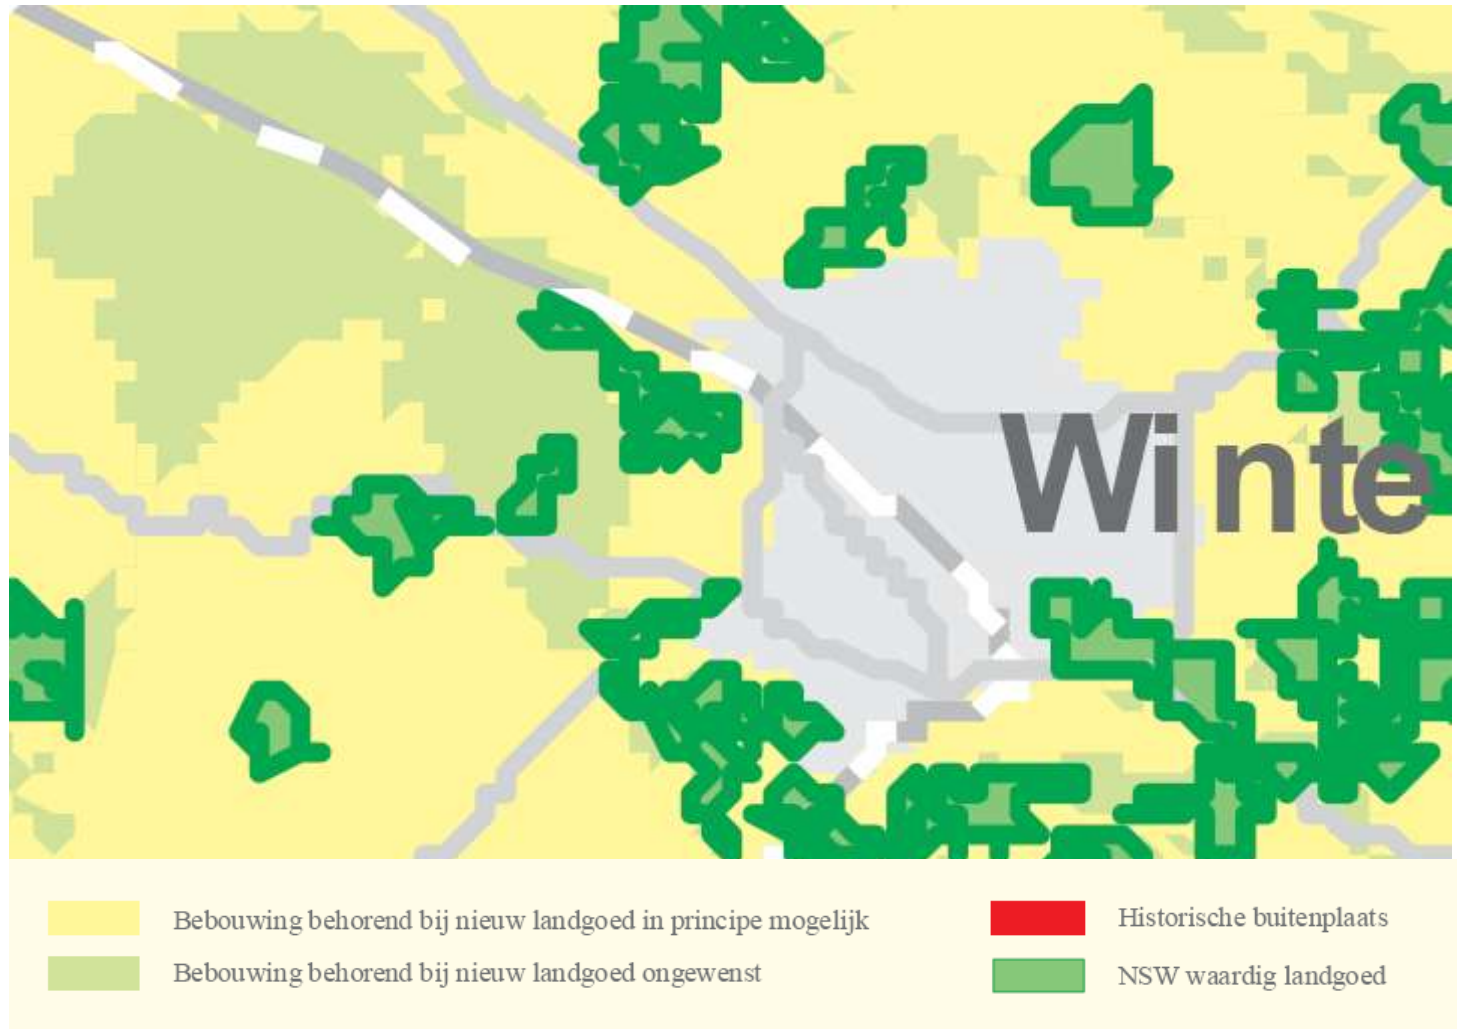 Winte
Bebouwing behorend bij nieuw landgoed in principe mogelijk
Bebouwing behorend bij nieuw landgoed ongewenst
Historische buitenplaats
NSW waardig landgoed